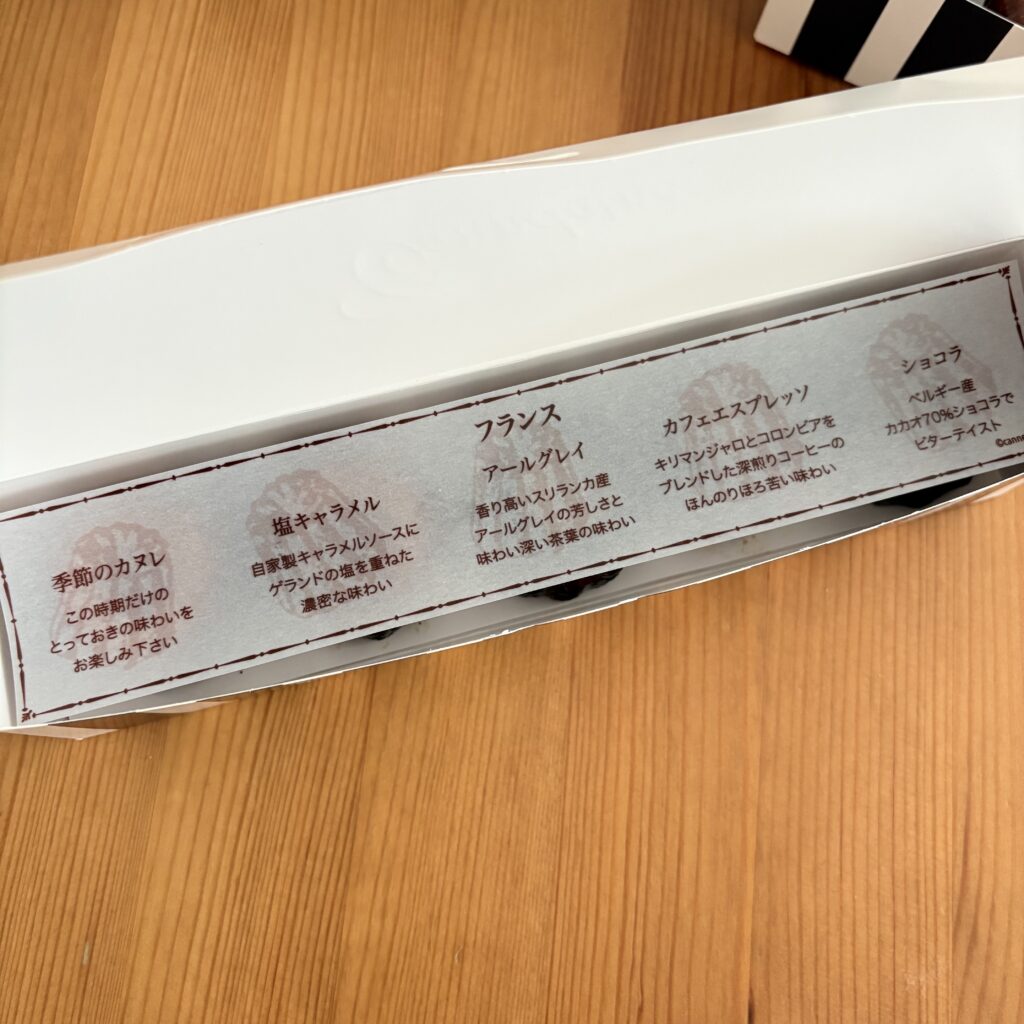 季節のカヌレ
この時期だけの
とっておきの味わいを
お楽しみ下さい
塩キャラメル
自家製キャラメルソースに
ゲランドの塩を重ねた
濃密な味わい
フランス
アールグレイ
香り高いスリランカ産
アールグレイの芳しさと
味わい深い茶葉の味わい
カフェエスプレッソ
キリマンジャロとコロンビアを
ブレンドした深煎りコーヒーの
ほんのりほろ苦い味わい
ショコラ
ベルギー産
カカオ70%ショコラで
ビターテイスト